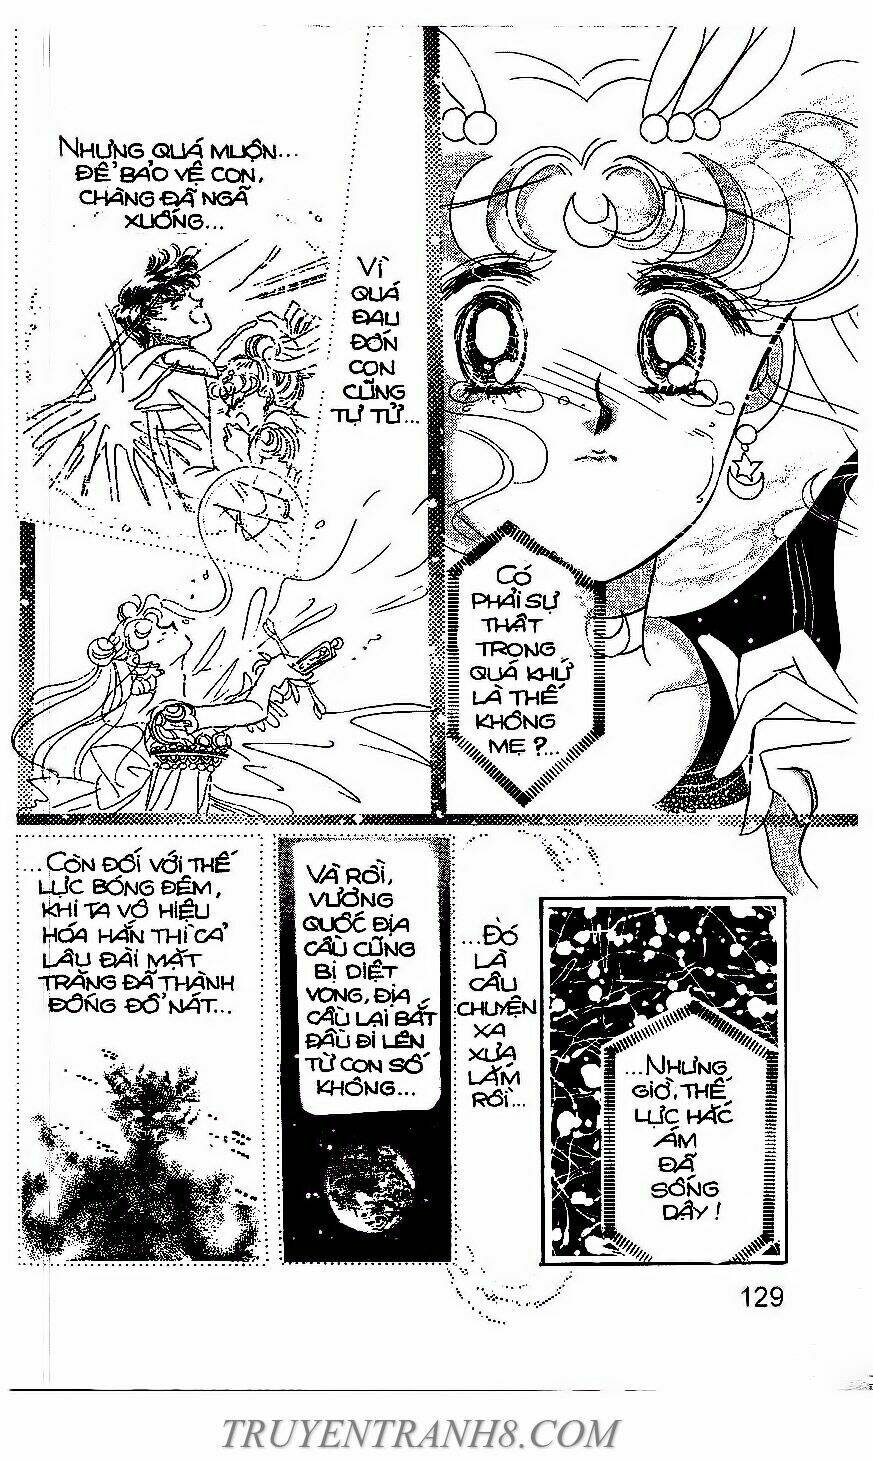 NHƯNG QUÁ MUỘN...
ĐỂ BẢO VỆ CON,
CHÀNG ĐÃ NGÃ
XUỐNG...
VÌ
QUÁ
ĐAU
ĐỚN
CON
CŨNG
TỰ TỬ...
CÓ
PHẢI SỰ
THẬT
TRONG
QUÁ KHỨ
LÀ THẾ
KHÔNG
MẸ?...
...CÒN ĐỐI VỚI THẾ
LỰC BÓNG ĐÊM,
KHI TA VÔ HIỆU
HÓA HẮN THÌ CẢ
LÂU ĐÀI MẶT
TRĂNG ĐÃ THÀNH
ĐỐNG ĐỔ NÁT...
VÀ RỒI,
VƯƠNG
QUỐC ĐỊA
CẦU CŨNG
BỊ DIỆT
VONG, ĐỊA
CẦU LẠI BẮT
ĐẦU ĐI LÊN
TỪ CON SỐ
KHÔNG...
...ĐÓ
LÀ
CÂU
CHUYỆN
XA
XƯA
LẮM
RỒI...
...NHƯNG
GIỜ, THẾ
LỰC HẮC
ÁM
ĐÃ
SỐNG
DẬY!
129
TRUYENTRANH8.COM